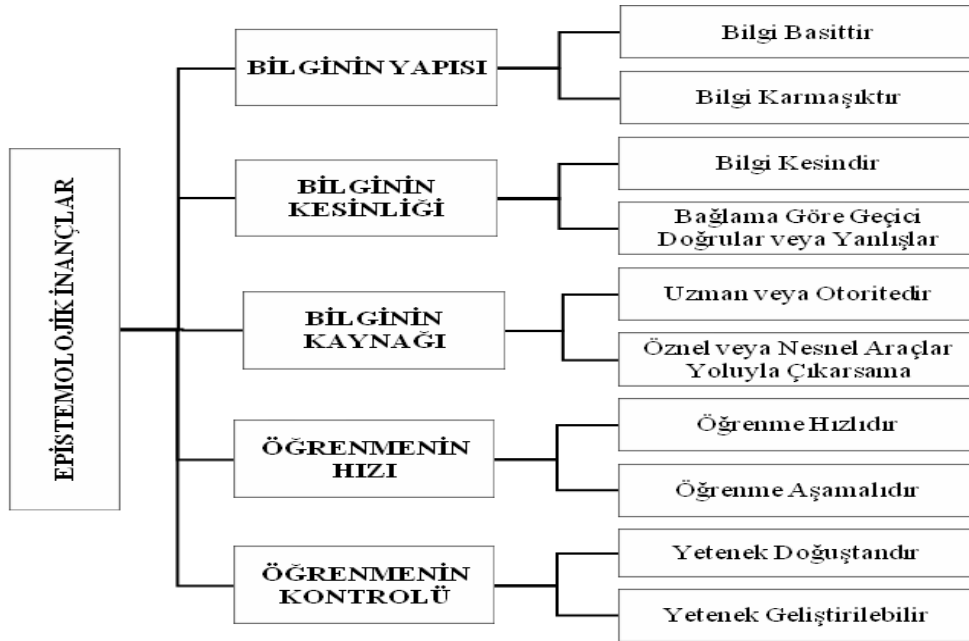 EPİSTEMOLOJİK İNANÇLAR
BİLGİNİN YAPISI
Bilgi Basittir
Bilgi Karmaşıktır
BİLGİNİN
KESİNLİĞİ
Bilgi Kesindir
Bağlama Göre Geçici
Doğrular veya Yanlışlar
BİLGİNİN
KAYNAĞI
Uzman veya Otoritedir
Öznel veya Nesnel Araçlar
Yoluyla Çıkarsama
ÖĞRENMENİN
HIZI
Öğrenme Hızlıdır
Öğrenme Aşamalıdır
ÖĞRENMENİN
KONTROLÜ
Yetenek Doğuştandır
Yetenek Geliştirilebilir